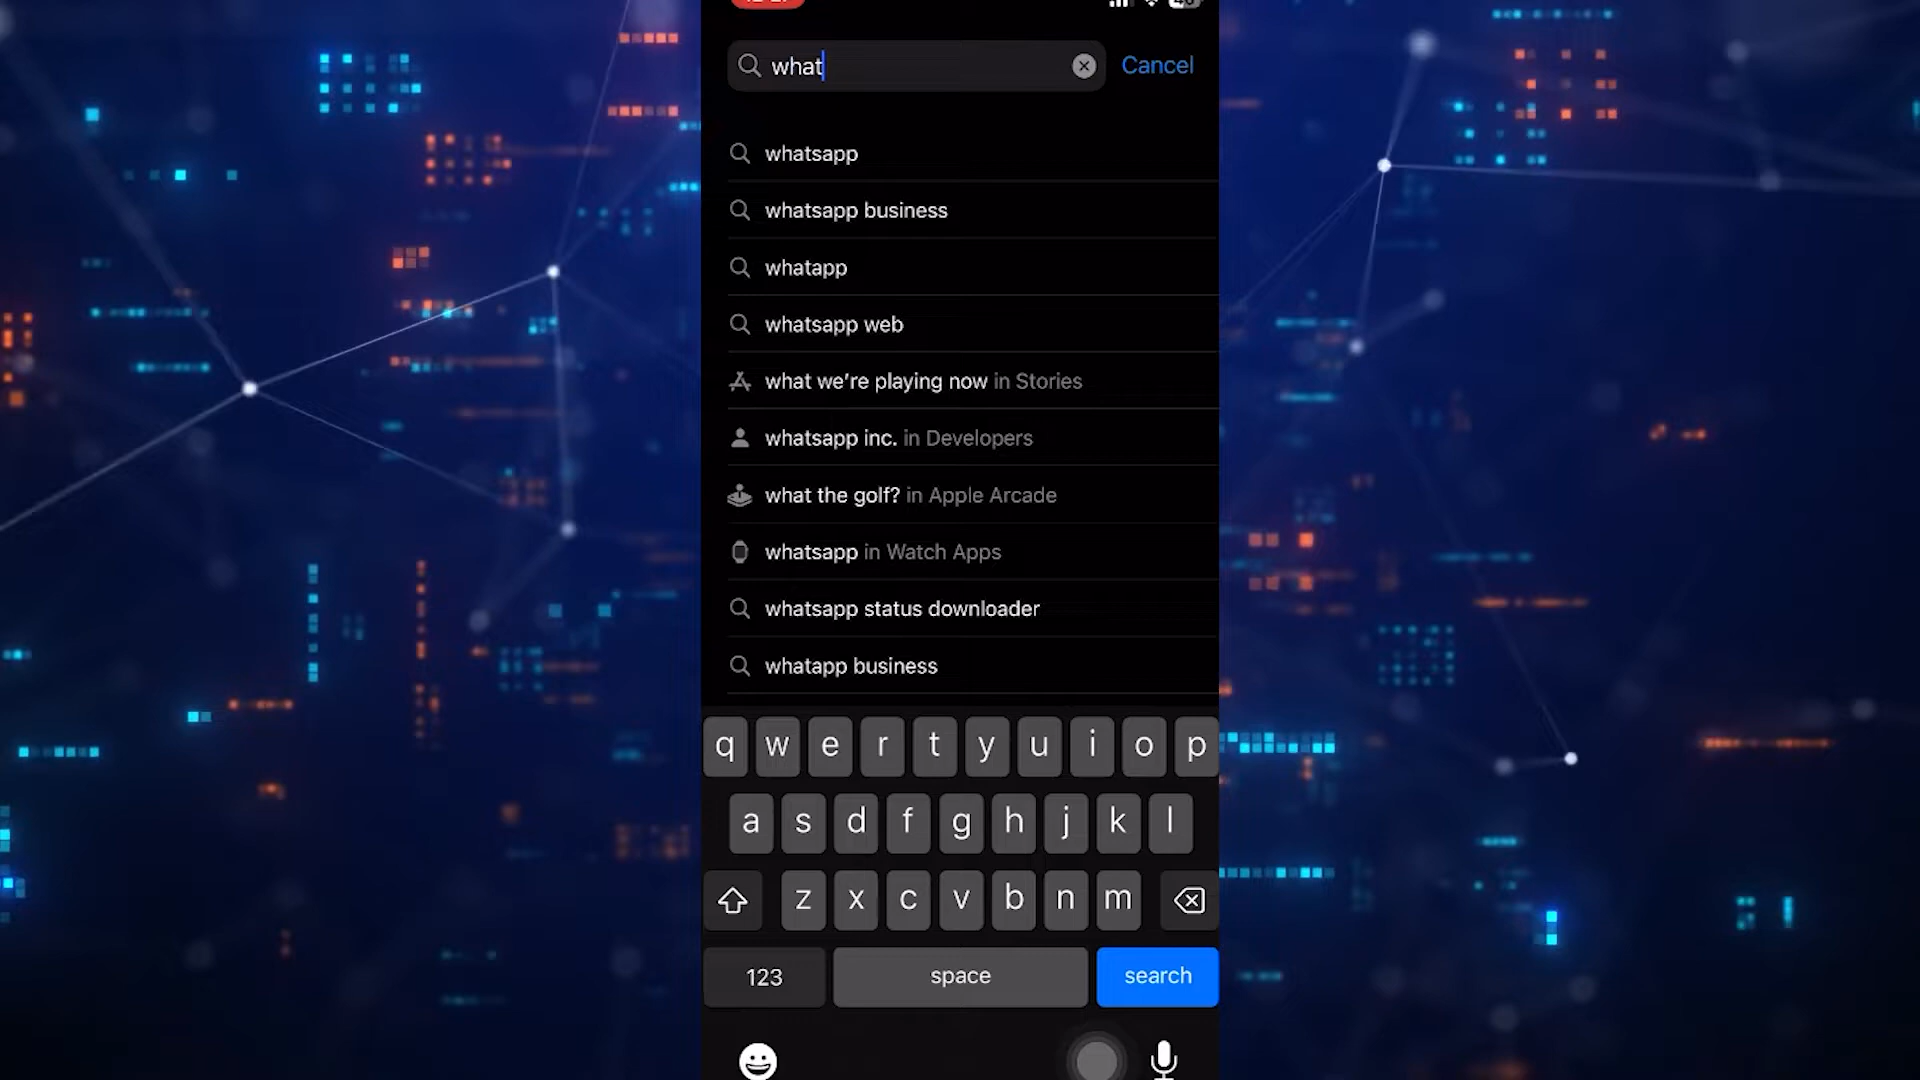 what
Cancel
whatsapp
whatsapp business
whatapp
whatsapp web
what we’re playing now in Stories
whatsapp inc. in Developers
what the golf? in Apple Arcade
whatsapp in Watch Apps
whatsapp status downloader
whatapp business
q w e r t y u i o p
a s d f g h j k l
z x c v b n m
123 space search